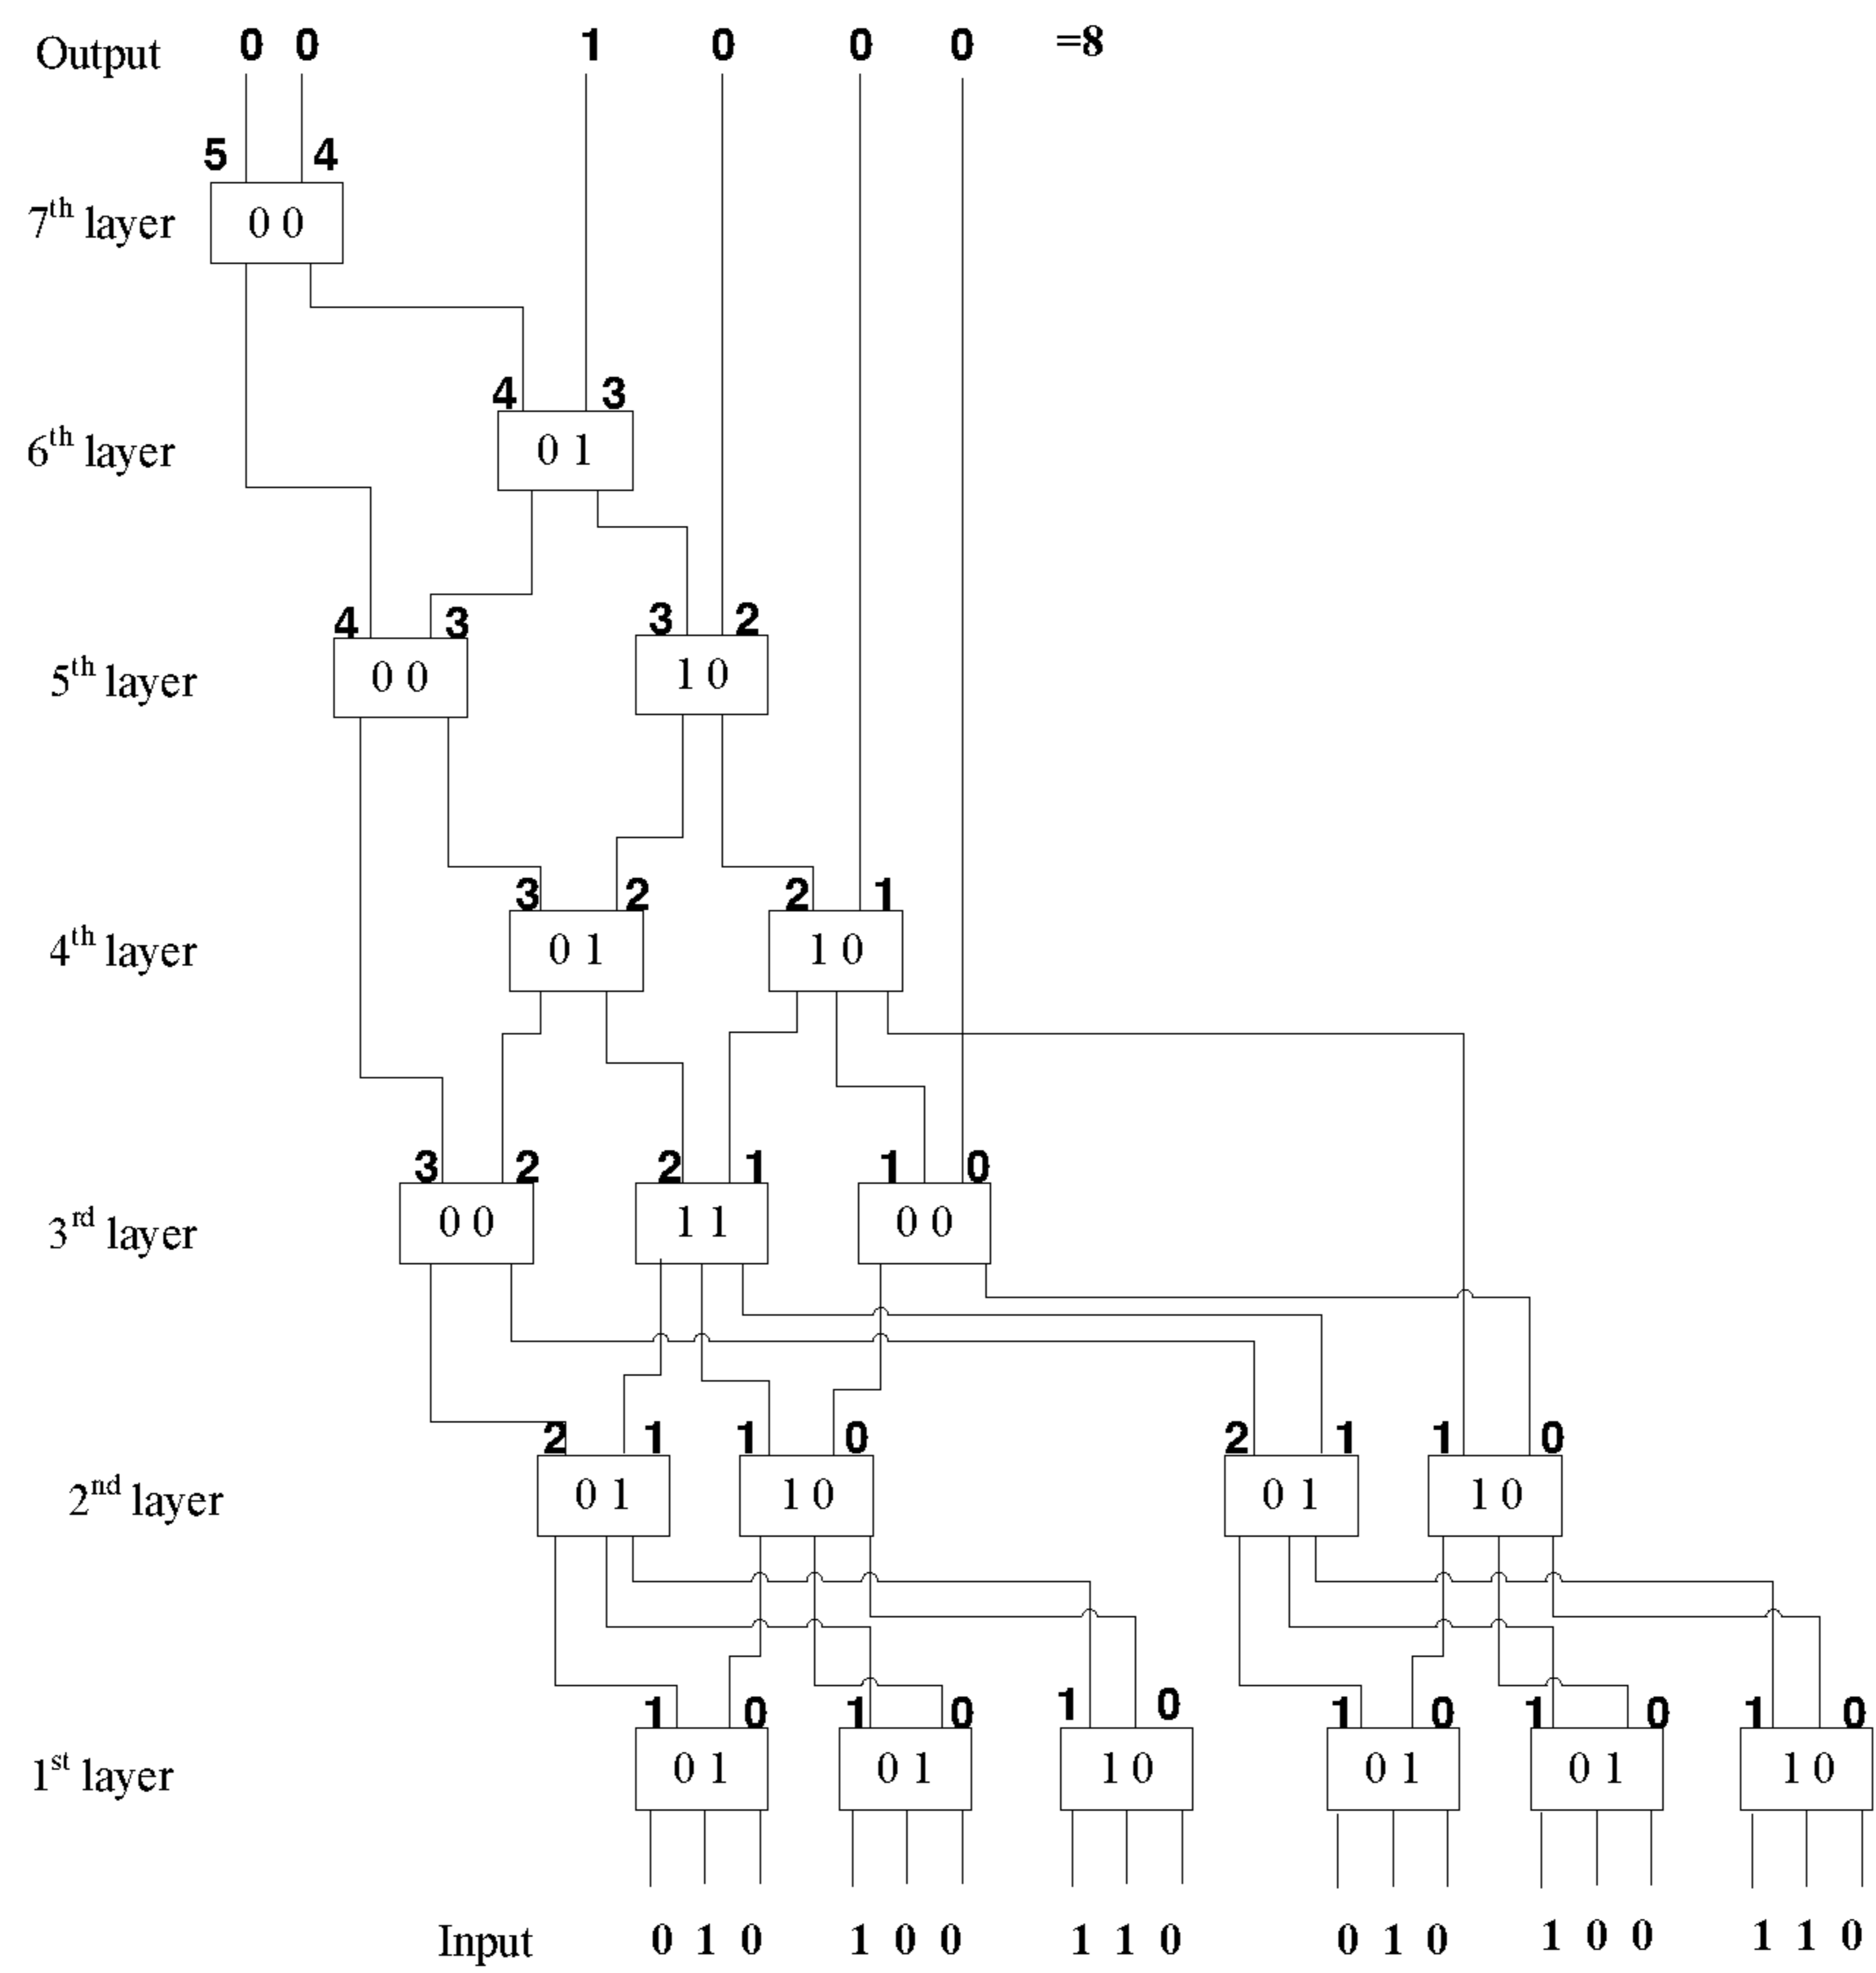 Output 0 0 1 0 0 0 =8
5 4
7th layer 0 0
4 3
6th layer 0 1
4 3 3 2
5th layer 0 0 1 0
3 2 2 1
4th layer 0 1 1 0
3 2 2 1 1 0
3rd layer 0 0 1 1 0 0
2 1 1 0 2 1 1 0
2nd layer 0 1 1 0 0 1 1 0
1 0 1 0 1 0 1 0 1 0 1 0
1st layer 0 1 0 1 1 0 0 1 0 1 1 0
Input 0 1 0 1 0 0 1 1 0 0 1 0 1 0 0 1 1 0